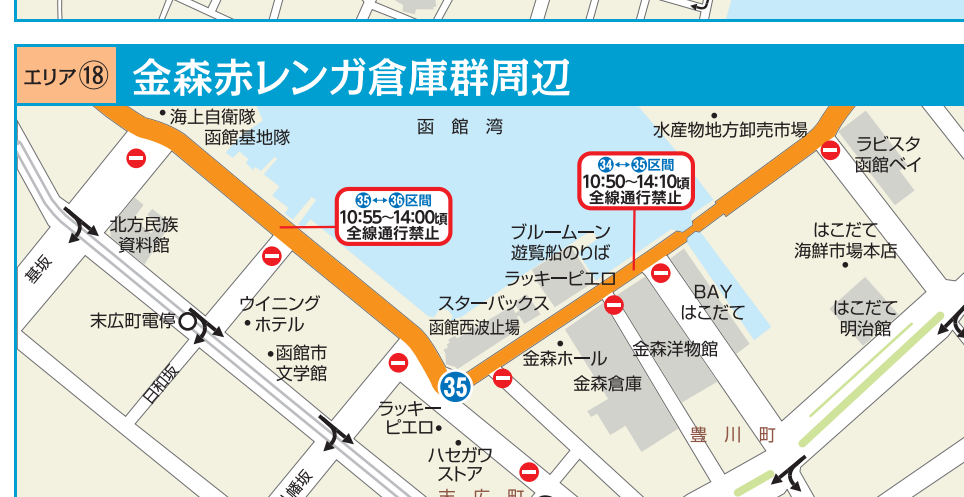 エリア⑱
金森赤レンガ倉庫群周辺
海上自衛隊
函館基地隊
函館湾
水産物地方卸売市場
ラビスタ
函館ベイ
㉞↔㉟区間
10:50~14:10頃
全線通行禁止
㉟↔㊱区間
10:55~14:00頃
全線通行禁止
北方民族
資料館
ブルームーン
遊覧船のりば
はこだて
海鮮市場本店
基坂
ラッキーピエロ
BAY
はこだて
ウイニング
ホテル
スターバックス
函館西波止場
はこだて
明治館
末広町電停
函館市
文学館
金森ホール
金森洋物館
金森倉庫
日和坂
35
ラッキー
ピエロ
豊川町
ハセガワ
ストア
八幡坂
末広町